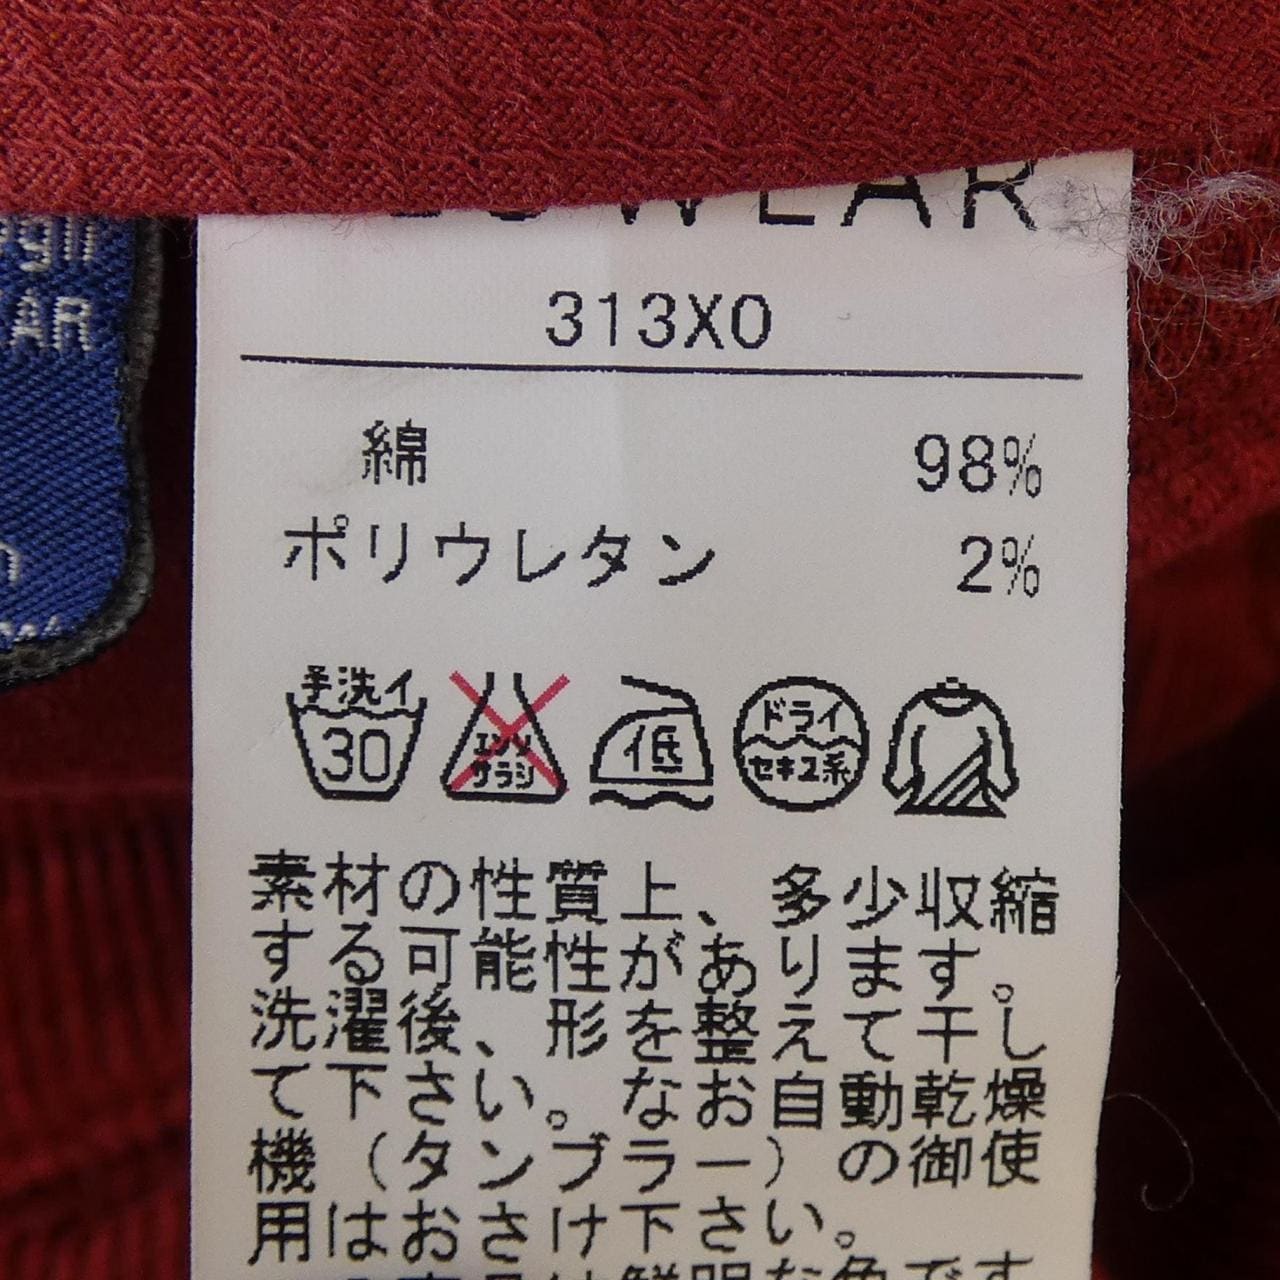 WEAR
313X0
綿 98%
ポリウレタン 2%
手洗イ
30
エンソ
サラシ
低
ドライ
セキユ系
素材の性質上、多少収縮
する可能性があります。
洗濯後、形を整えて干し
て下さい。なお自動乾燥
機（タンブラー）の御使
用はおさけ下さい。